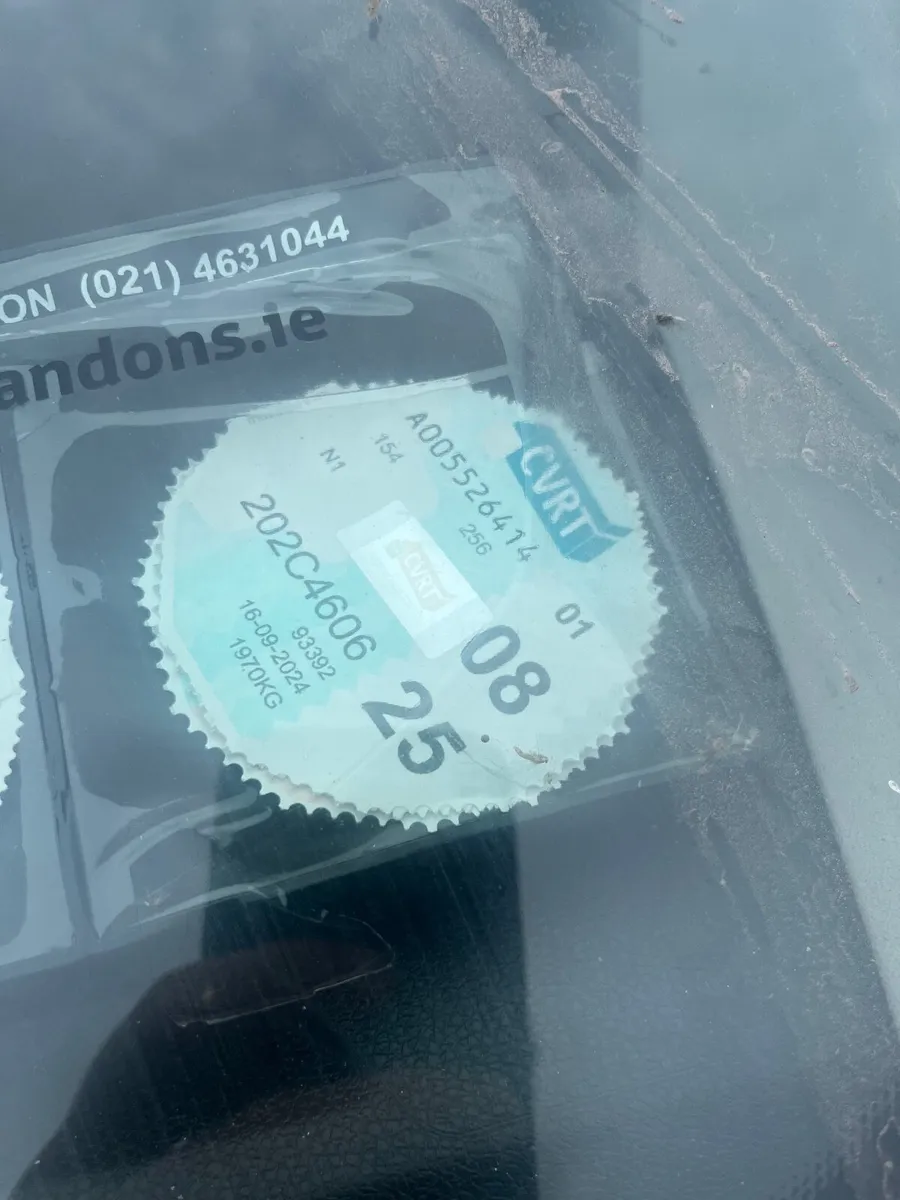 ON (021) 4631044
andons.ie
CVRT
A005526414
256
154
N1
CVRT
202C4606
93392
16-09-2024
1970KG
01
08
25